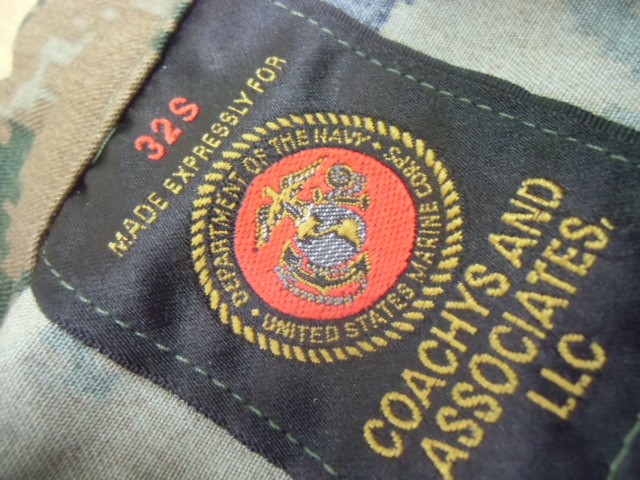 32S
MADE EXPRESSLY FOR
DEPARTMENT OF THE NAVY
UNITED STATES MARINE CORPS
COACHYS AND
ASSOCIATES,
LLC